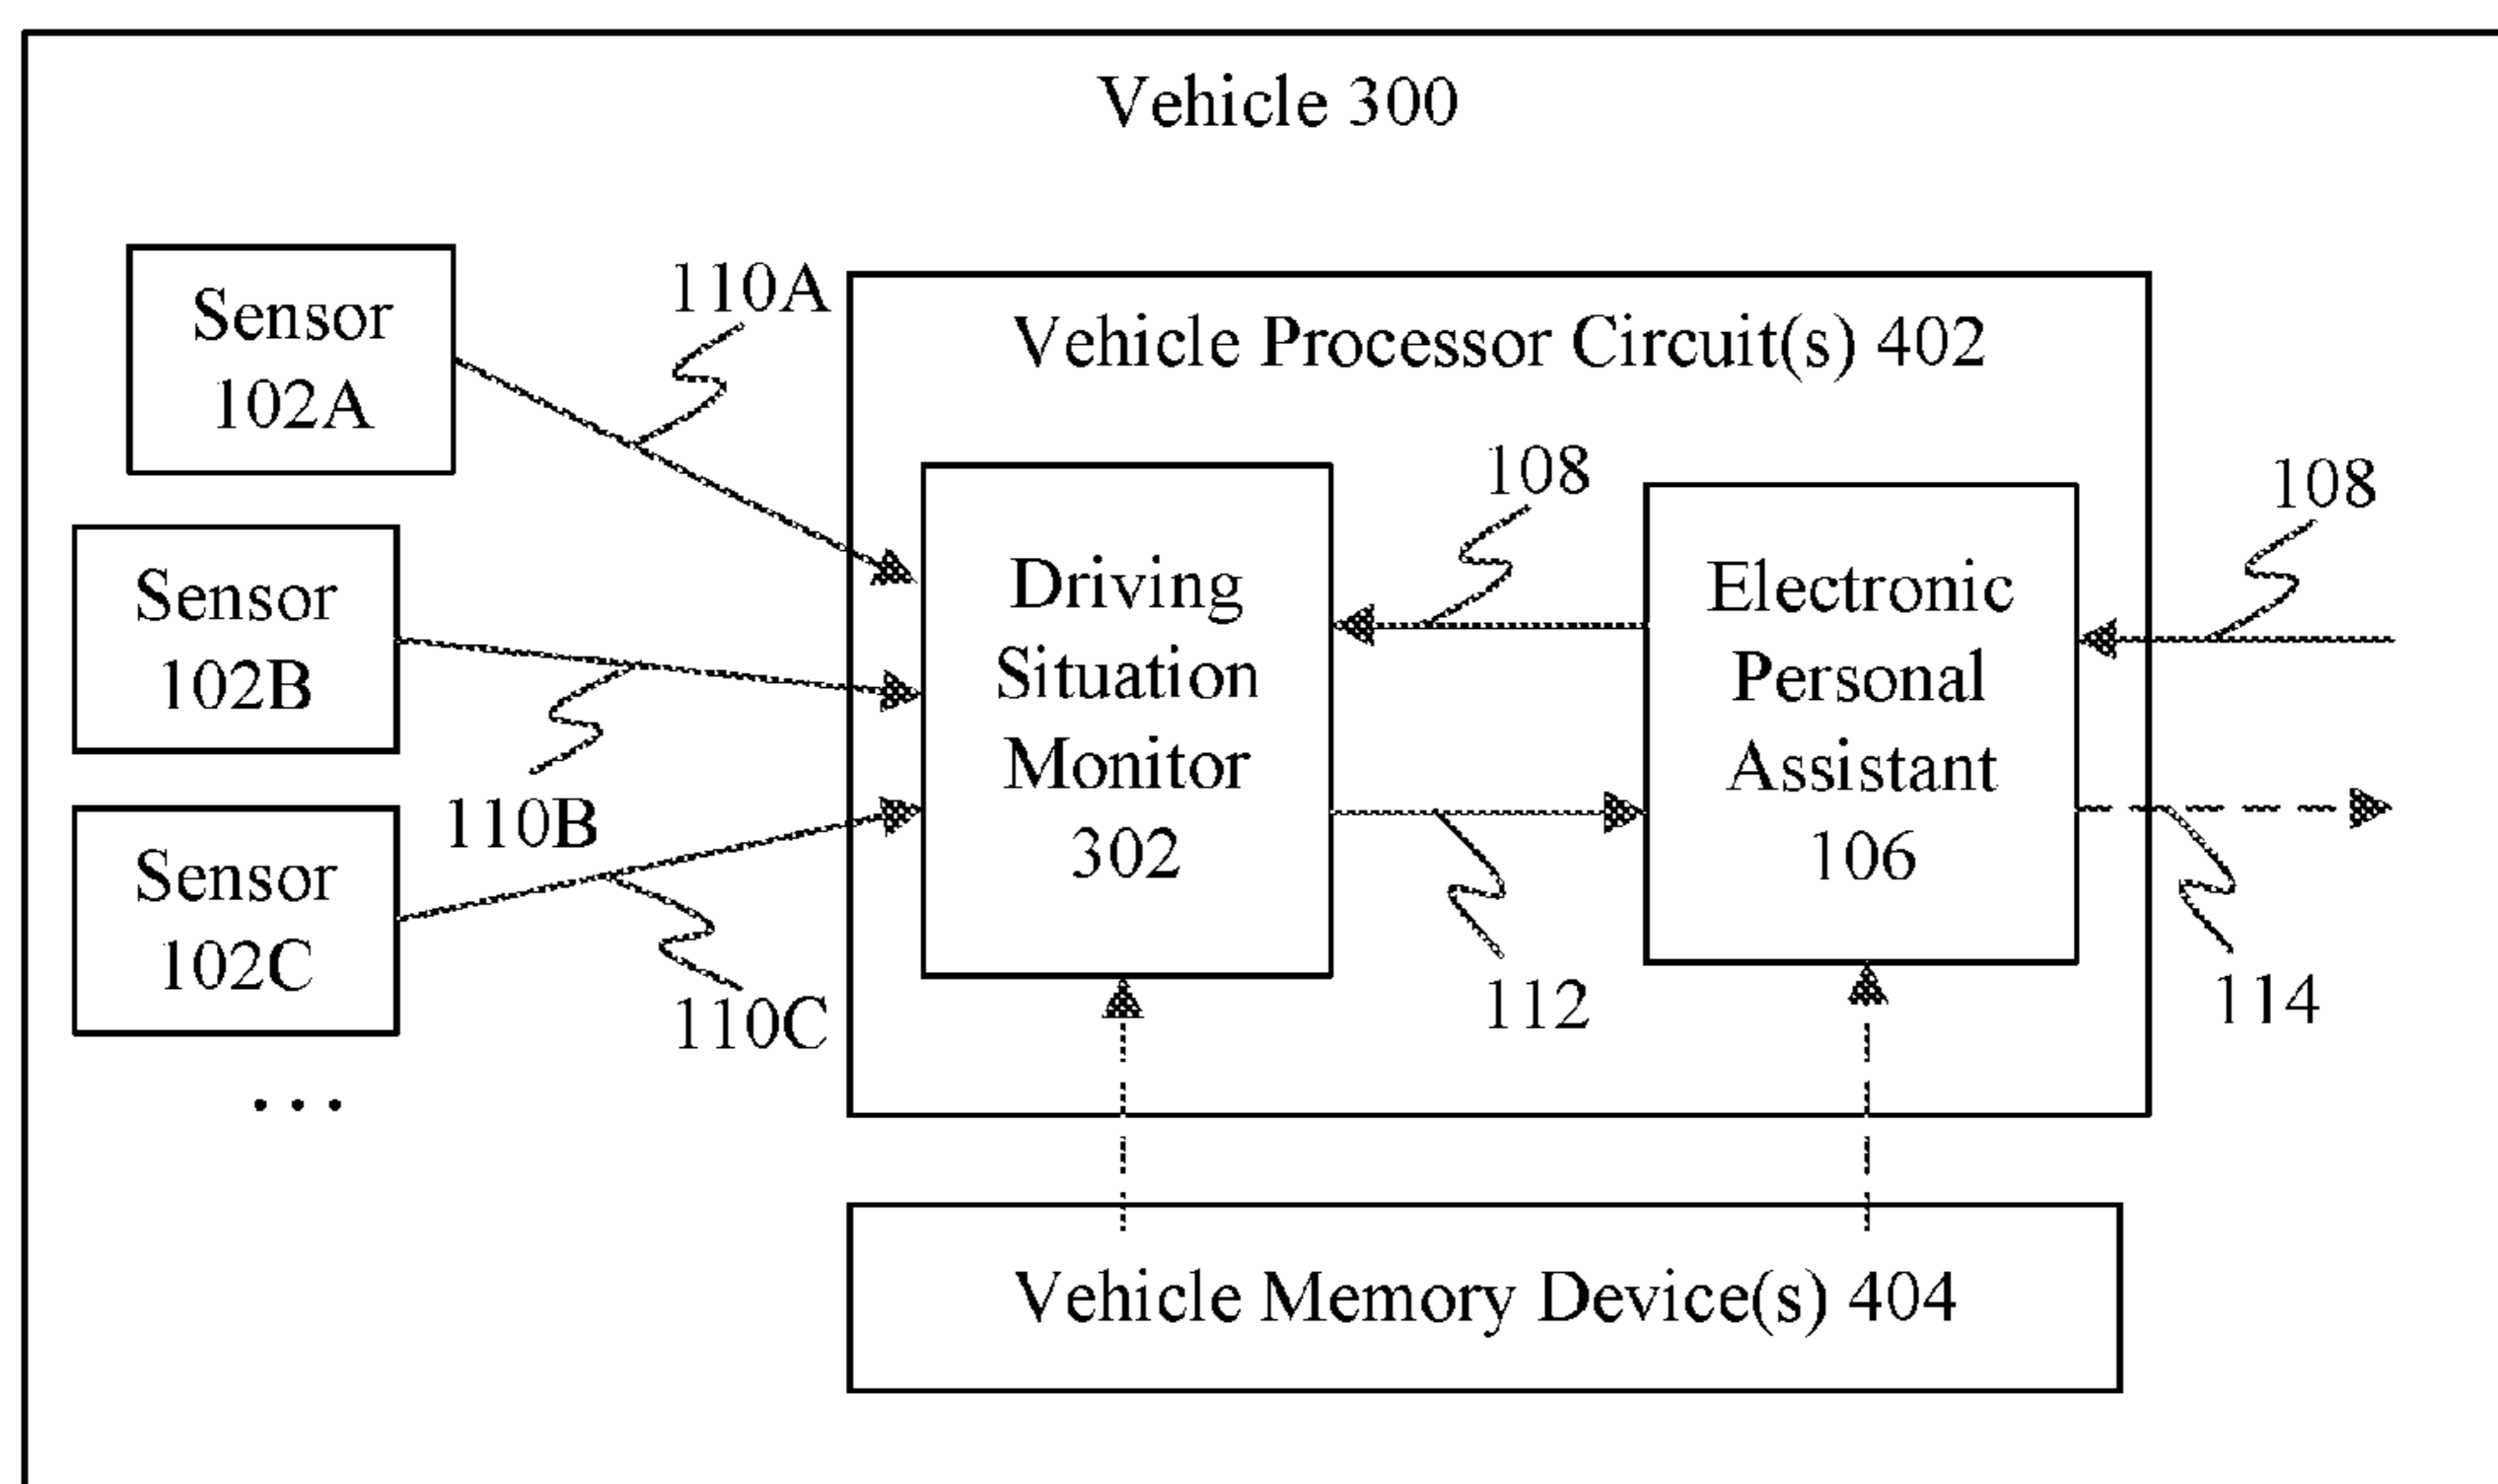 Vehicle 300
Sensor
102A
110A
Vehicle Processor Circuit(s) 402
Sensor
102B
110B
Sensor
102C
110C
...
Driving
Situation
Monitor
302
108
112
Electronic
Personal
Assistant
106
108
114
Vehicle Memory Device(s) 404